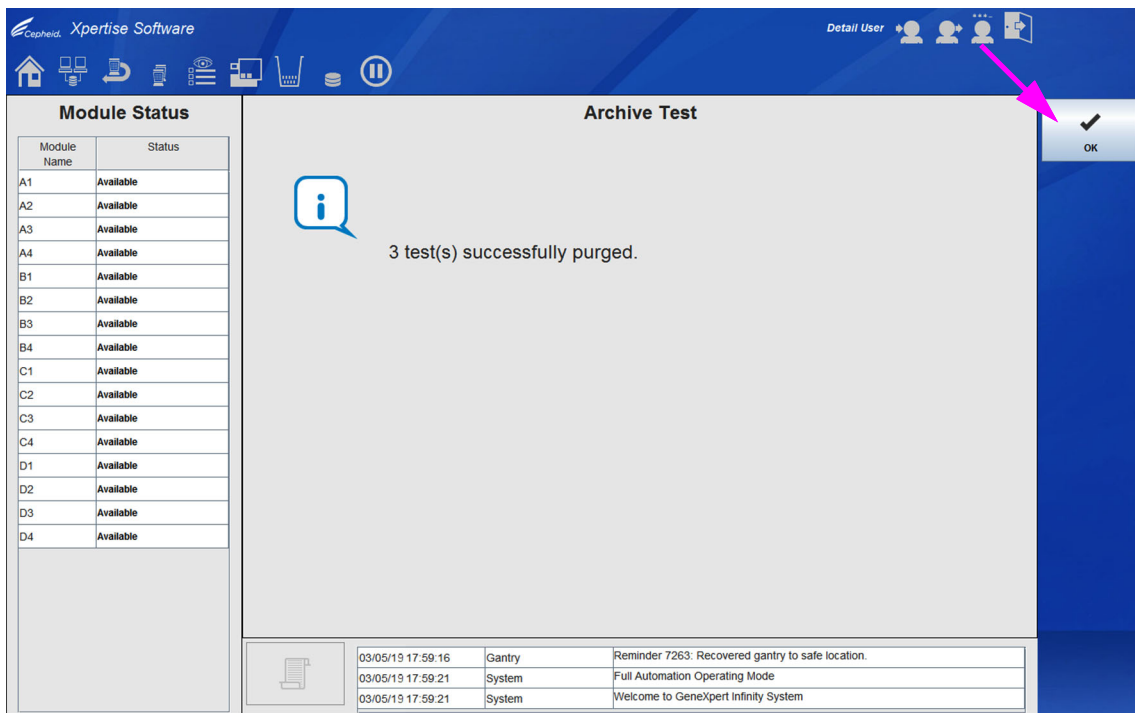 Cepheid. Xpertise Software
Detail User
Module Status
Archive Test
OK
Module Name Status
A1 Available
A2 Available
A3 Available
A4 Available
B1 Available
B2 Available
B3 Available
B4 Available
C1 Available
C2 Available
C3 Available
C4 Available
D1 Available
D2 Available
D3 Available
D4 Available
3 test(s) successfully purged.
03/05/19 17:59:16 Gantry Reminder 7263: Recovered gantry to safe location.
03/05/19 17:59:21 System Full Automation Operating Mode
03/05/19 17:59:21 System Welcome to GeneXpert Infinity System